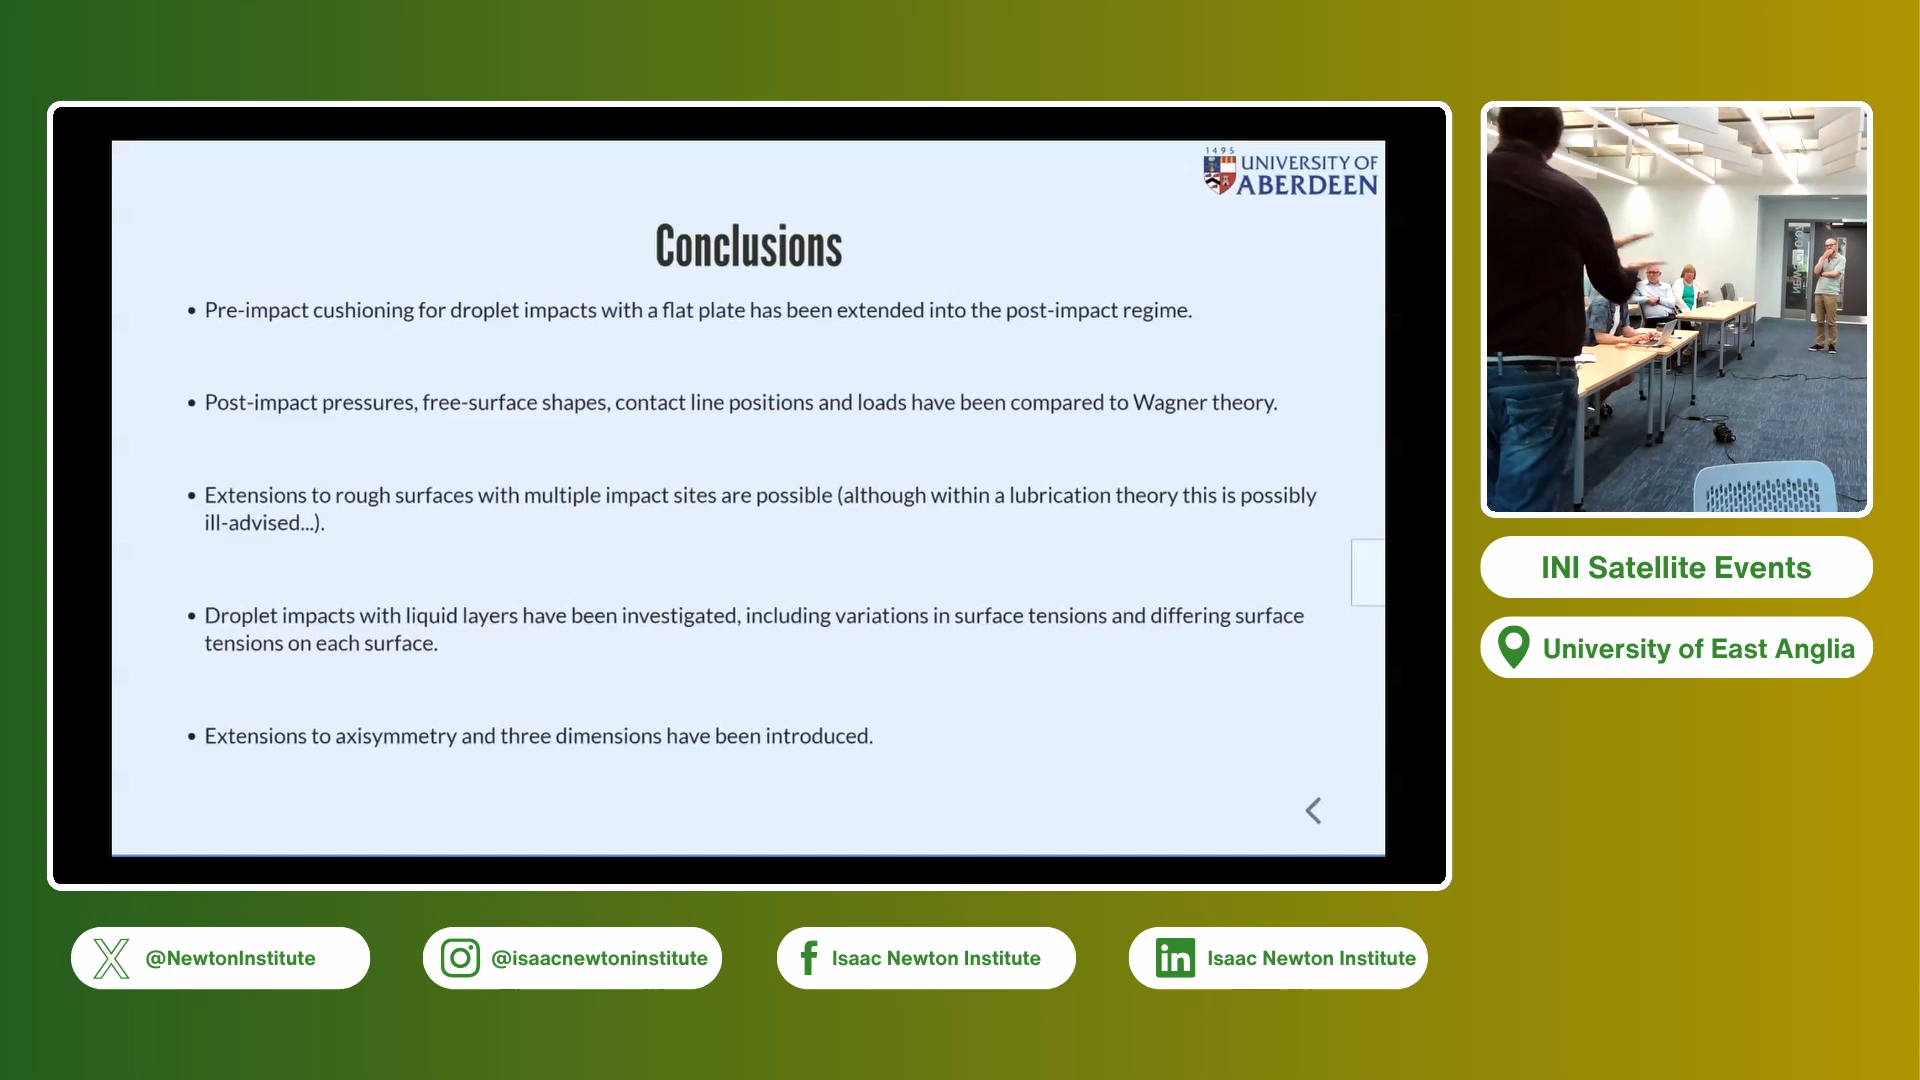 1495
UNIVERSITY OF
ABERDEEN
Conclusions
• Pre-impact cushioning for droplet impacts with a flat plate has been extended into the post-impact regime.
• Post-impact pressures, free-surface shapes, contact line positions and loads have been compared to Wagner theory.
• Extensions to rough surfaces with multiple impact sites are possible (although within a lubrication theory this is possibly
ill-advised...).
• Droplet impacts with liquid layers have been investigated, including variations in surface tensions and differing surface
tensions on each surface.
• Extensions to axisymmetry and three dimensions have been introduced.
INI Satellite Events
University of East Anglia
@NewtonInstitute
@isaacnewtoninstitute
Isaac Newton Institute
Isaac Newton Institute